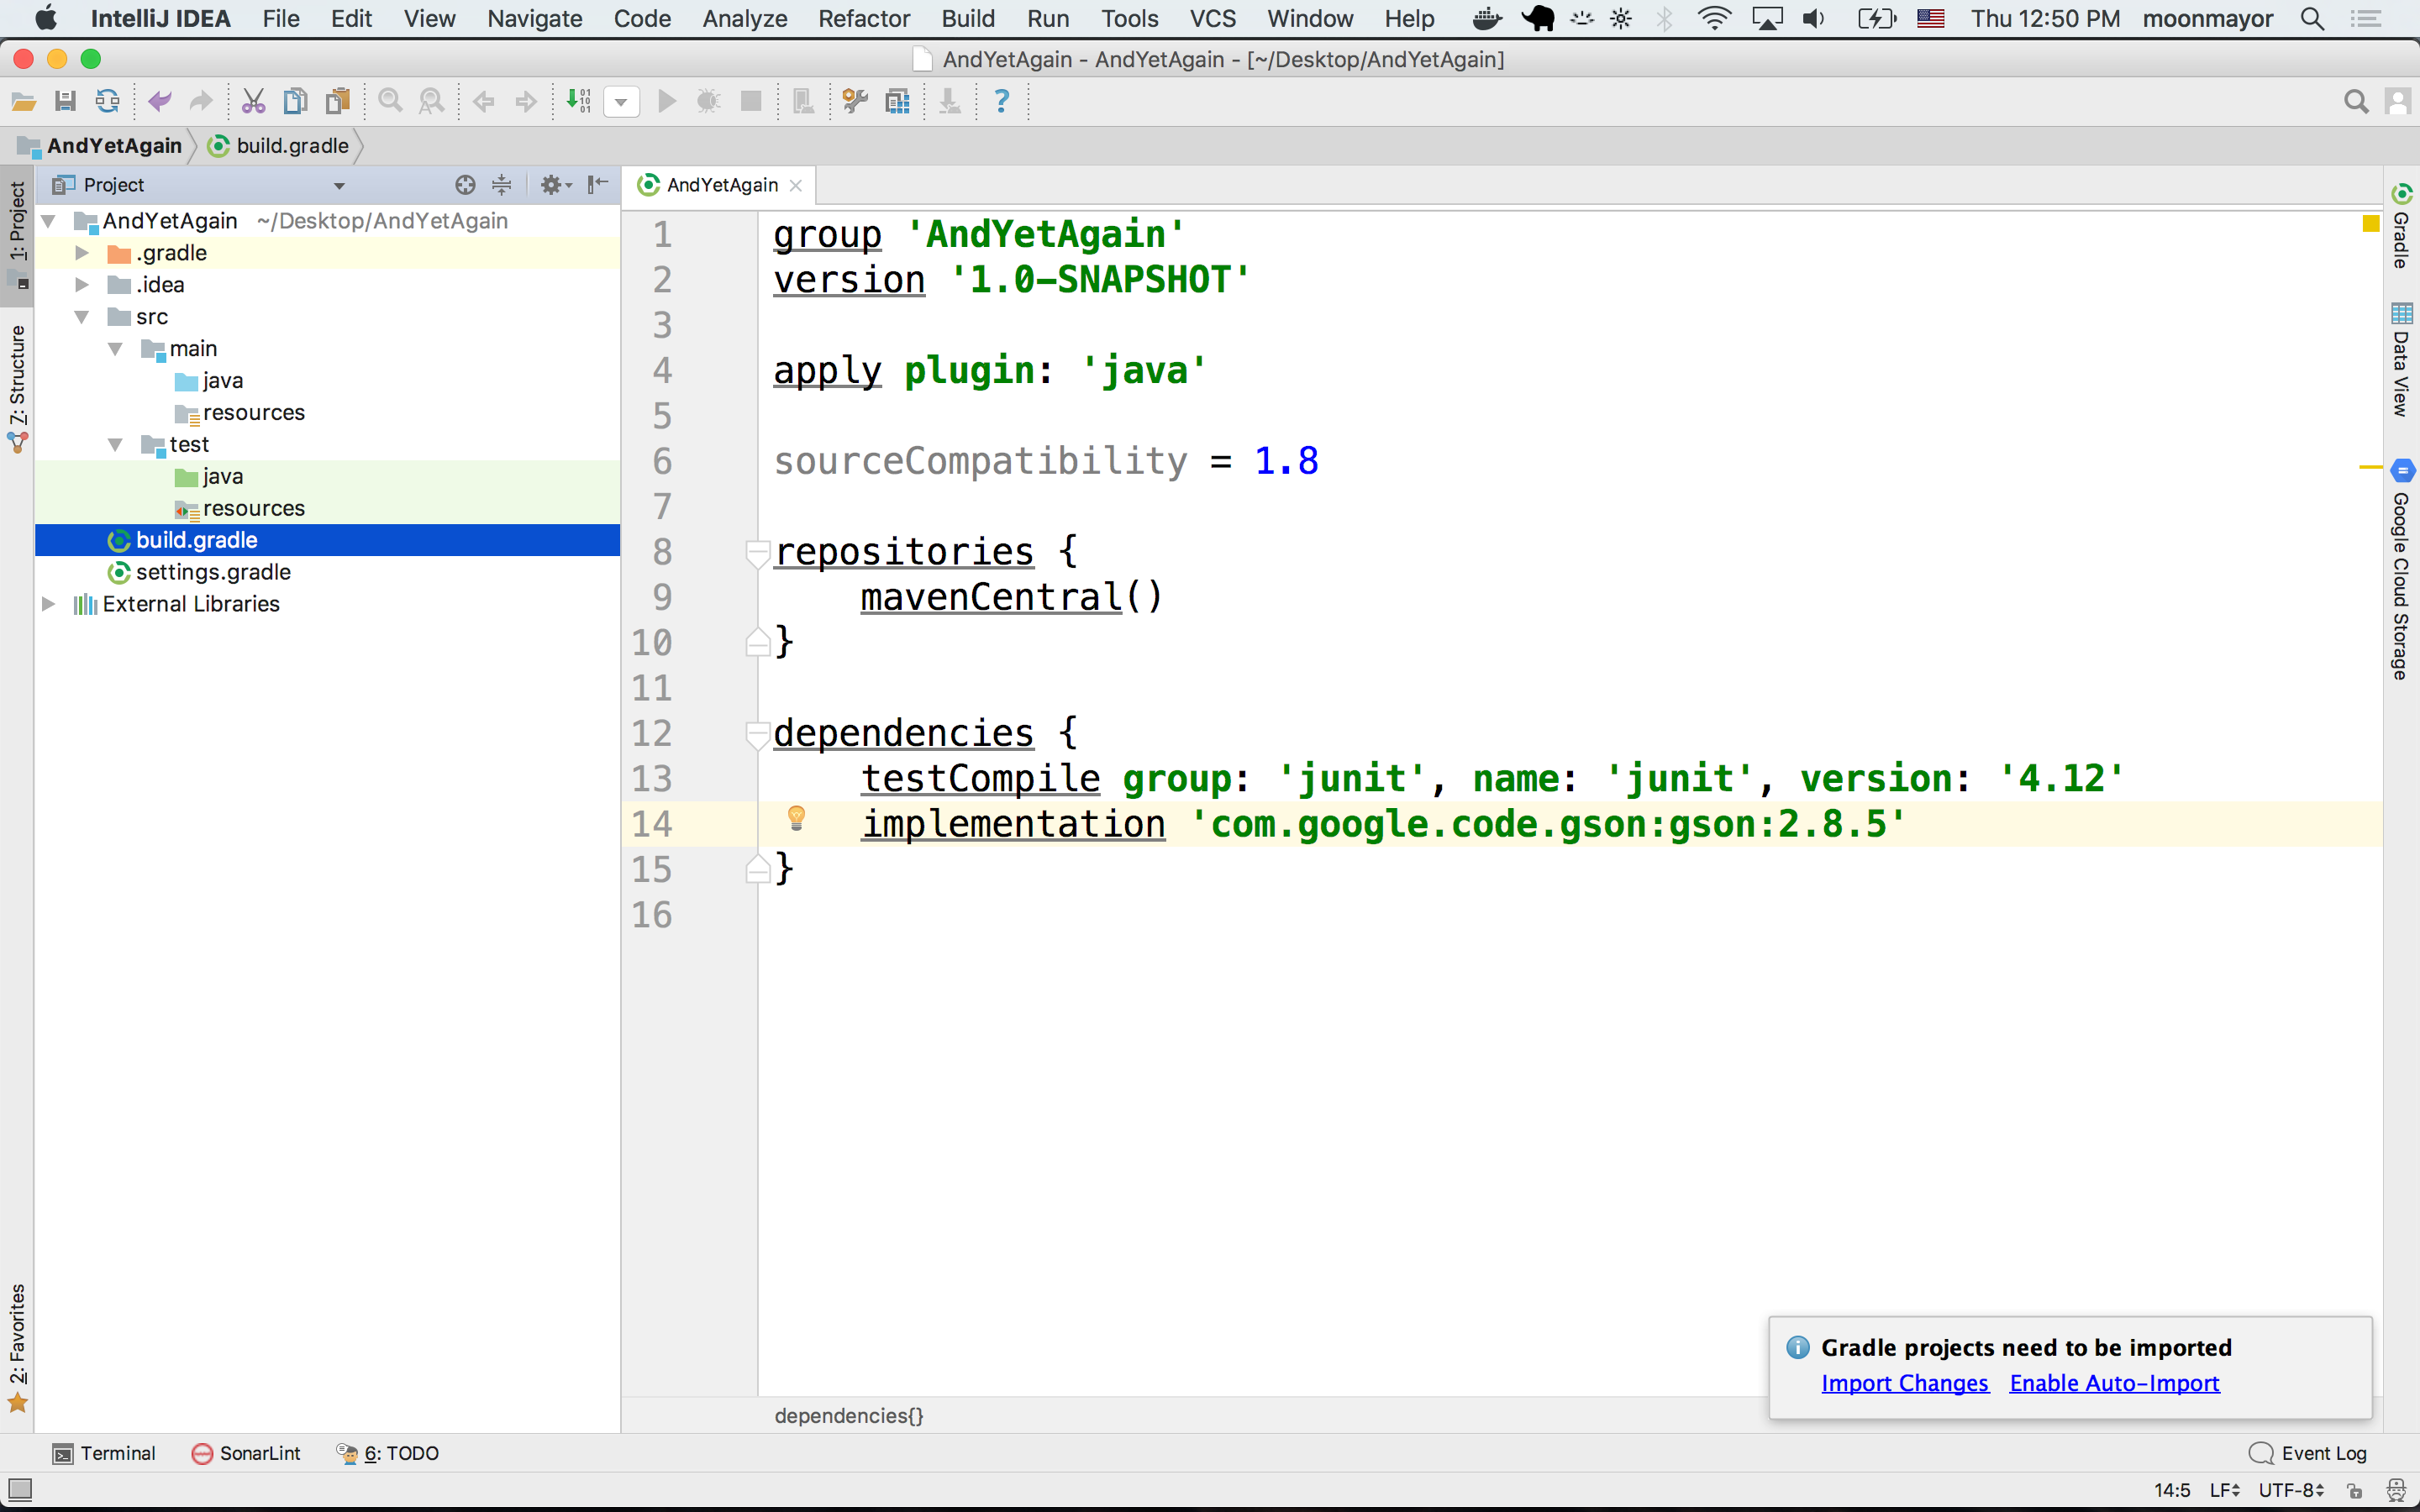 IntelliJ IDEA File Edit View Navigate Code Analyze Refactor Build Run Tools VCS Window Help Thu 12:50 PM moonmayor
AndYetAgain - AndYetAgain - [~/Desktop/AndYetAgain]
AndYetAgain build.gradle
1: Project
7: Structure
2: Favorites
Project
AndYetAgain ~/Desktop/AndYetAgain
.gradle
.idea
src
main
java
resources
test
java
resources
build.gradle
settings.gradle
External Libraries
AndYetAgain
1 group 'AndYetAgain'
2 version '1.0-SNAPSHOT'
3
4 apply plugin: 'java'
5
6 sourceCompatibility = 1.8
7
8 repositories {
9 mavenCentral()
10 }
11
12 dependencies {
13 testCompile group: 'junit', name: 'junit', version: '4.12'
14 implementation 'com.google.code.gson:gson:2.8.5'
15 }
16
Gradle
Data View
Google Cloud Storage
Gradle projects need to be imported
Import Changes Enable Auto-Import
dependencies{}
Terminal SonarLint 6: TODO Event Log
14:5 LF UTF-8